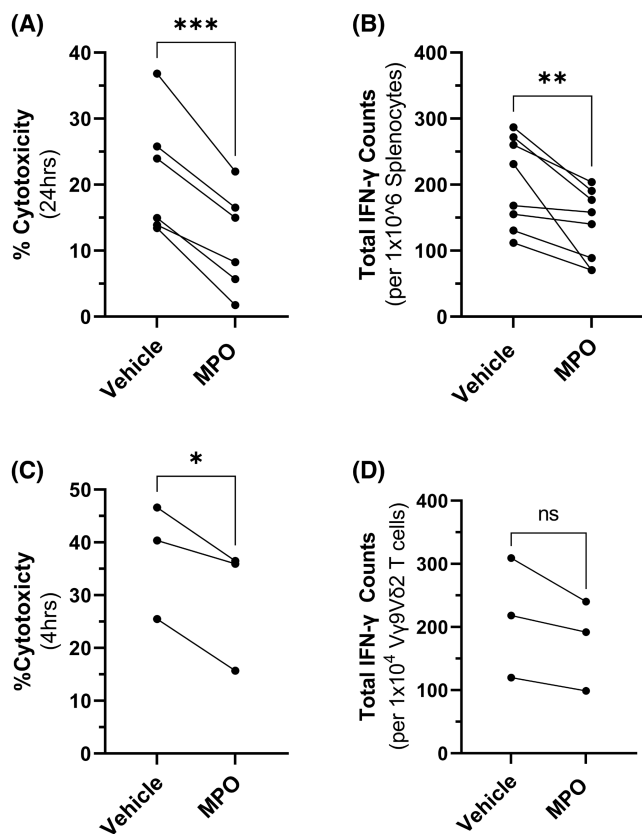 (A)
***
% Cytotoxicity
(24hrs)
40
30
20
10
0
Vehicle
MPO
(B)
**
Total IFN-γ Counts
(per 1x10^6 Splenocytes)
400
300
200
100
0
Vehicle
MPO
(C)
*
%Cytotoxicty
(4hrs)
50
40
30
20
10
0
Vehicle
MPO
(D)
ns
Total IFN-γ Counts
(per 1x10⁴ Vγ9Vδ2 T cells)
400
300
200
100
0
Vehicle
MPO